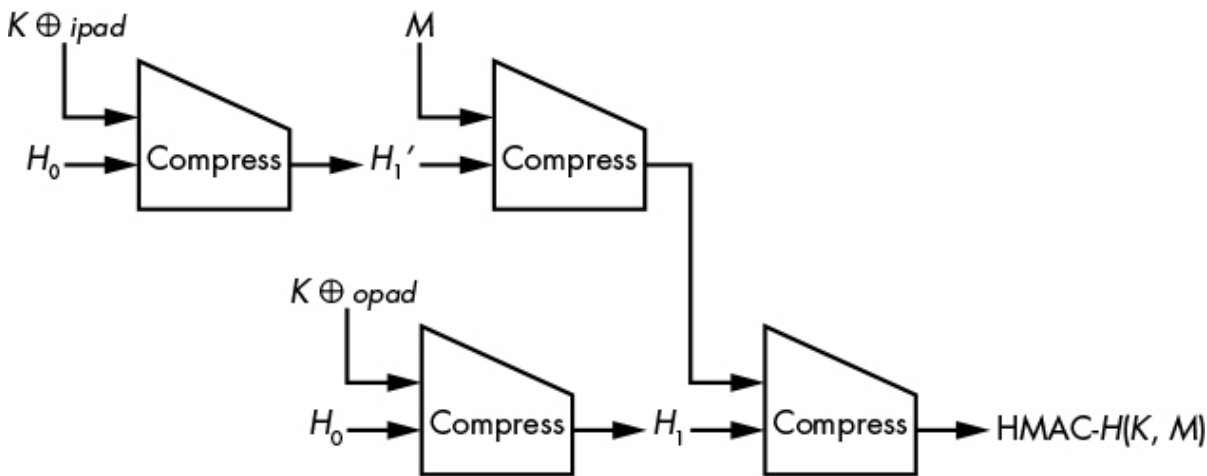 K ⊕ ipad
M
H₀
Compress
H₁′
Compress
K ⊕ opad
H₀
Compress
H₁
Compress
HMAC-H(K, M)